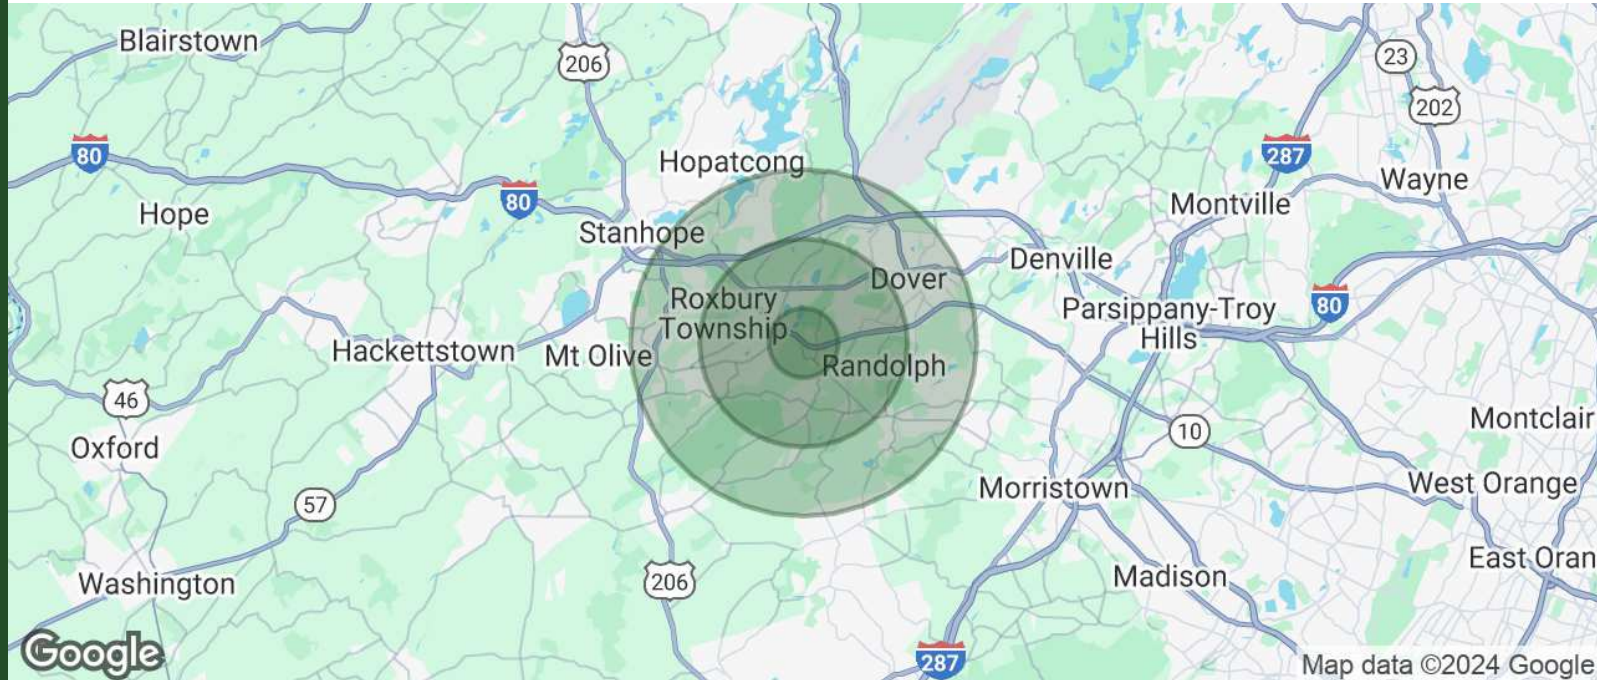 Blairstown
206
23
202
80
Hopatcong
287
Wayne
80
Montville
Hope
Stanhope
Denville
Dover
Roxbury
Township
Parsippany-Troy
Hills
80
Hackettstown
Mt Olive
Randolph
46
Montclair
10
Oxford
Morristown
West Orange
57
East Oran
Madison
206
Washington
Google
287
Map data ©2024 Google